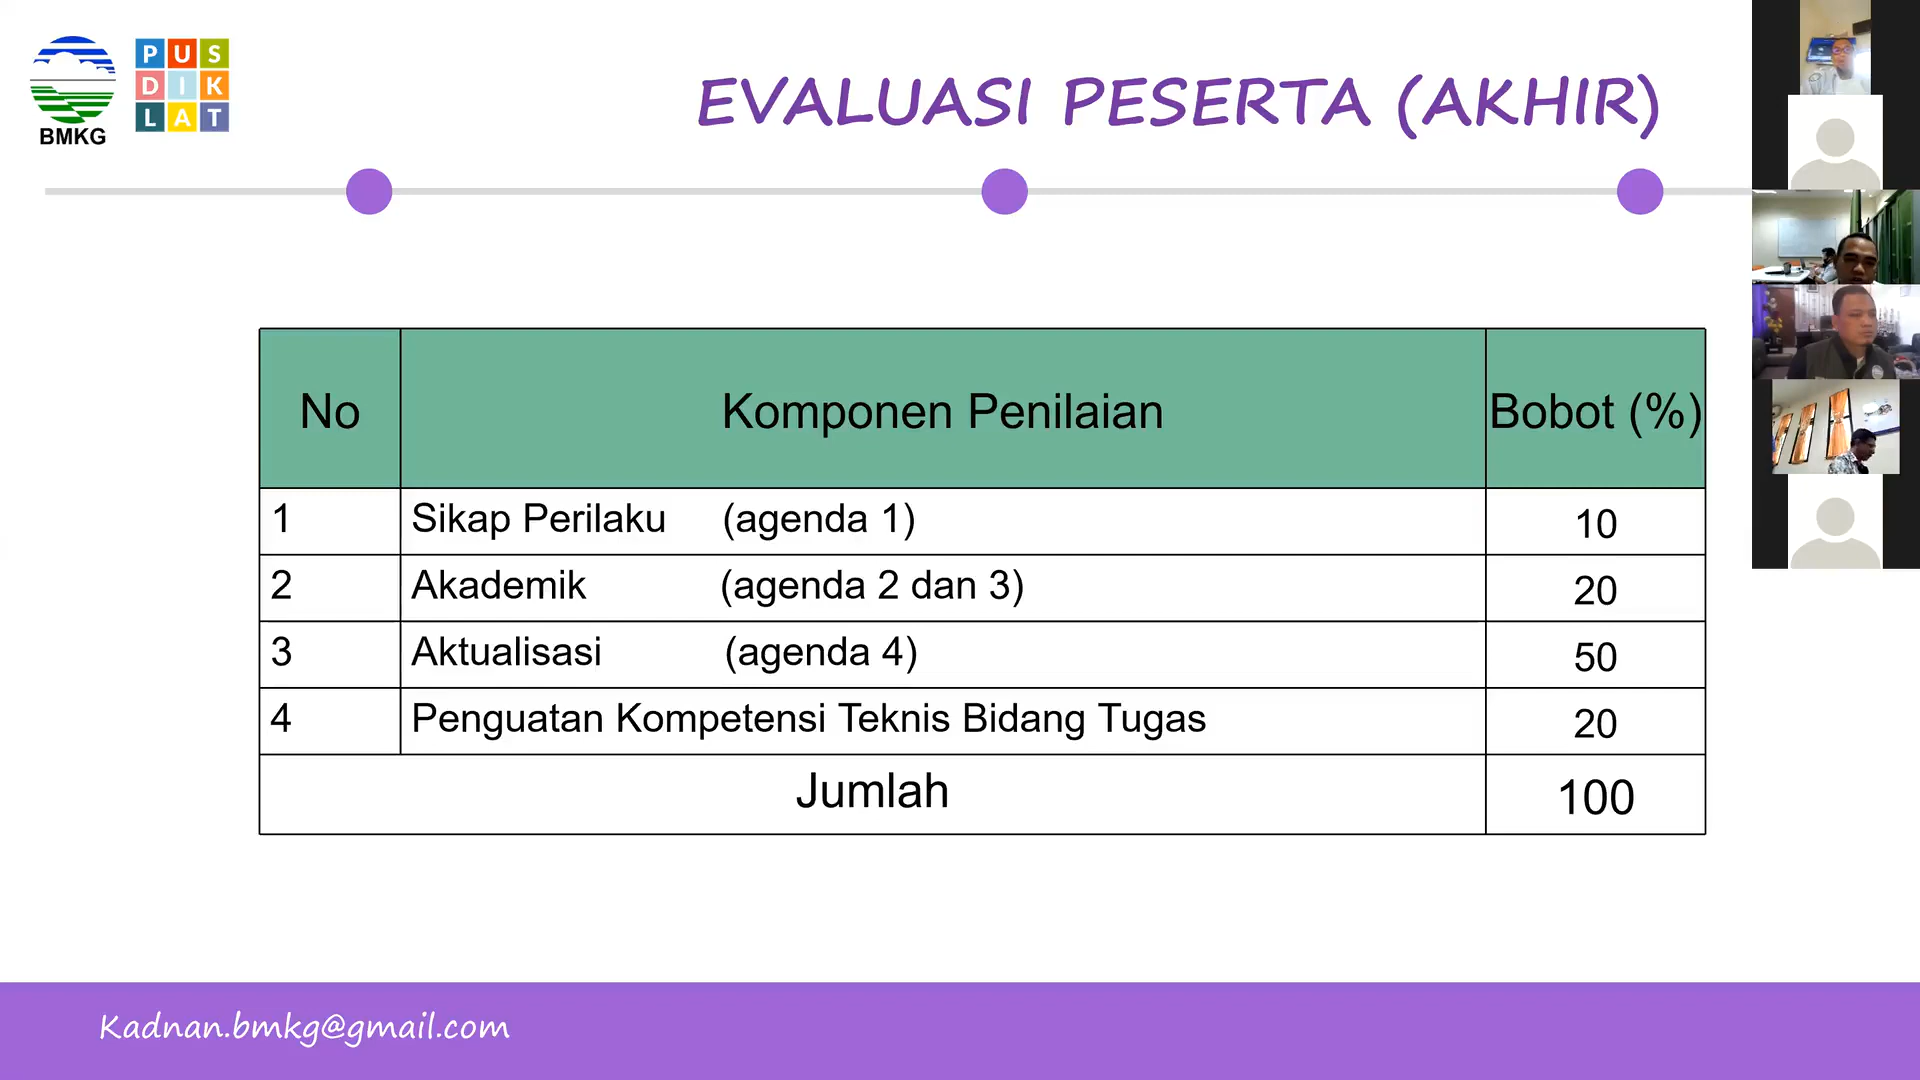 BMKG
PUS
DIK
LAT
EVALUASI PESERTA (AKHIR)
No Komponen Penilaian Bobot (%)
1 Sikap Perilaku (agenda 1) 10
2 Akademik (agenda 2 dan 3) 20
3 Aktualisasi (agenda 4) 50
4 Penguatan Kompetensi Teknis Bidang Tugas 20
Jumlah 100
Kadnan.bmkg@gmail.com